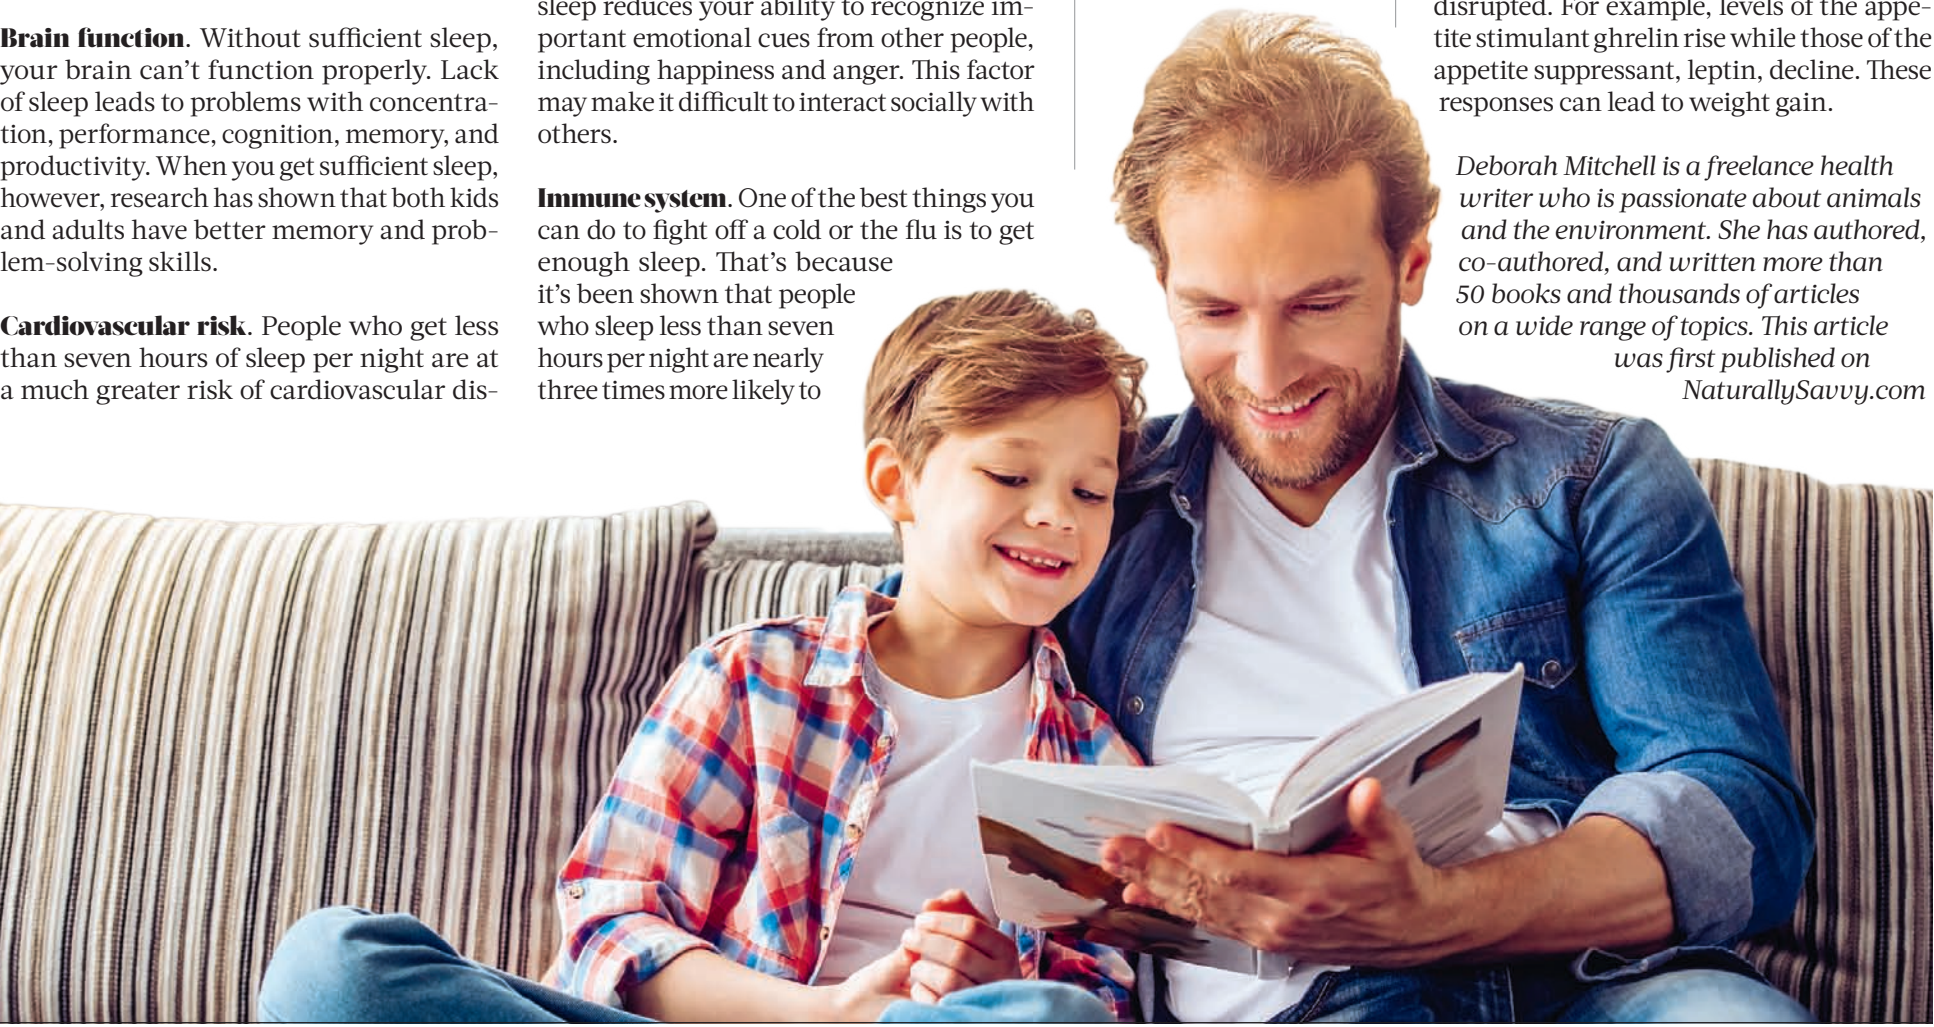 Brain function. Without sufficient sleep,
your brain can’t function properly. Lack
of sleep leads to problems with concentra-
tion, performance, cognition, memory, and
productivity. When you get sufficient sleep,
however, research has shown that both kids
and adults have better memory and prob-
lem-solving skills.
Cardiovascular risk. People who get less
than seven hours of sleep per night are at
a much greater risk of cardiovascular dis-
sleep reduces your ability to recognize im-
portant emotional cues from other people,
including happiness and anger. This factor
may make it difficult to interact socially with
others.
Immune system. One of the best things you
can do to fight off a cold or the flu is to get
enough sleep. That’s because
it’s been shown that people
who sleep less than seven
hours per night are nearly
three times more likely to
disrupted. For example, levels of the appe-
tite stimulant ghrelin rise while those of the
appetite suppressant, leptin, decline. These
responses can lead to weight gain.
Deborah Mitchell is a freelance health
writer who is passionate about animals
and the environment. She has authored,
co-authored, and written more than
50 books and thousands of articles
on a wide range of topics. This article
was first published on
NaturallySavvy.com